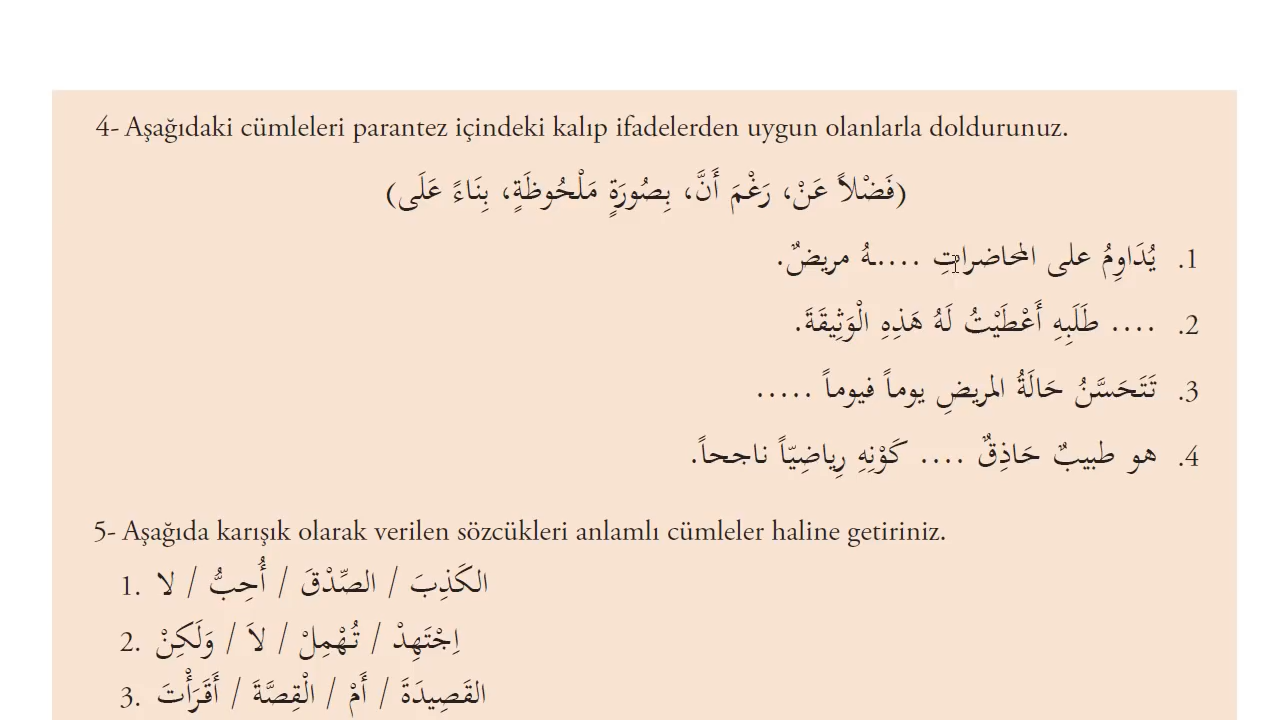 4- Aşağıdaki cümleleri parantez içindeki kalıp ifadelerden uygun olanlarla doldurunuz.
(فَضْلاً عَنْ، رَغْمَ أَنَّ، بِصُورَةٍ مَلْحُوظَةٍ، بِنَاءً عَلَى)
1. يُدَاوِمُ على المحاضراتِ ....ـهُ مريضٌ.
2. .... طَلَبِهِ أَعْطَيْتُ لَهُ هَذِهِ الْوَثِيقَةَ.
3. تَتَحَسَّنُ حَالَةُ المريضِ يوماً فيوماً .....
4. هو طبيبٌ حَاذِقٌ .... كَوْنِهِ رِياضِيّاً ناجحاً.
5- Aşağıda karışık olarak verilen sözcükleri anlamlı cümleler haline getiriniz.
1. الكَذِبَ / الصِّدْقَ / أُحِبُّ / لا
2. اِجْتَهِدْ / تُهْمِلْ / لاَ / وَلَكِنْ
3. القَصِيدَةَ / أَمْ / الْقِصَّةَ / أَقَرَأْتَ